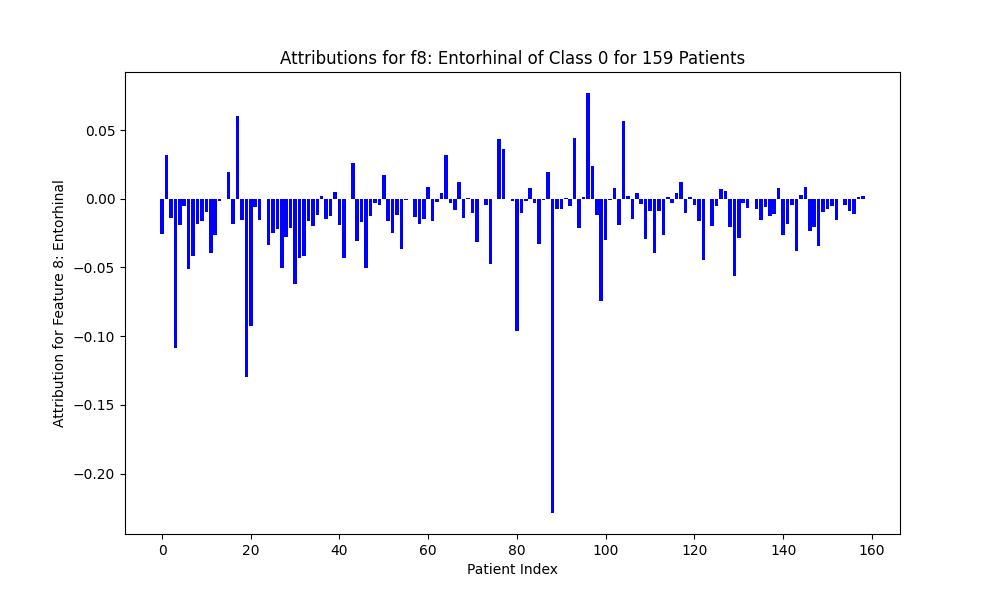 Attributions for f8: Entorhinal of Class 0 for 159 Patients
Attribution for Feature 8: Entorhinal
0.05
0.00
−0.05
−0.10
−0.15
−0.20
0 20 40 60 80 100 120 140 160
Patient Index